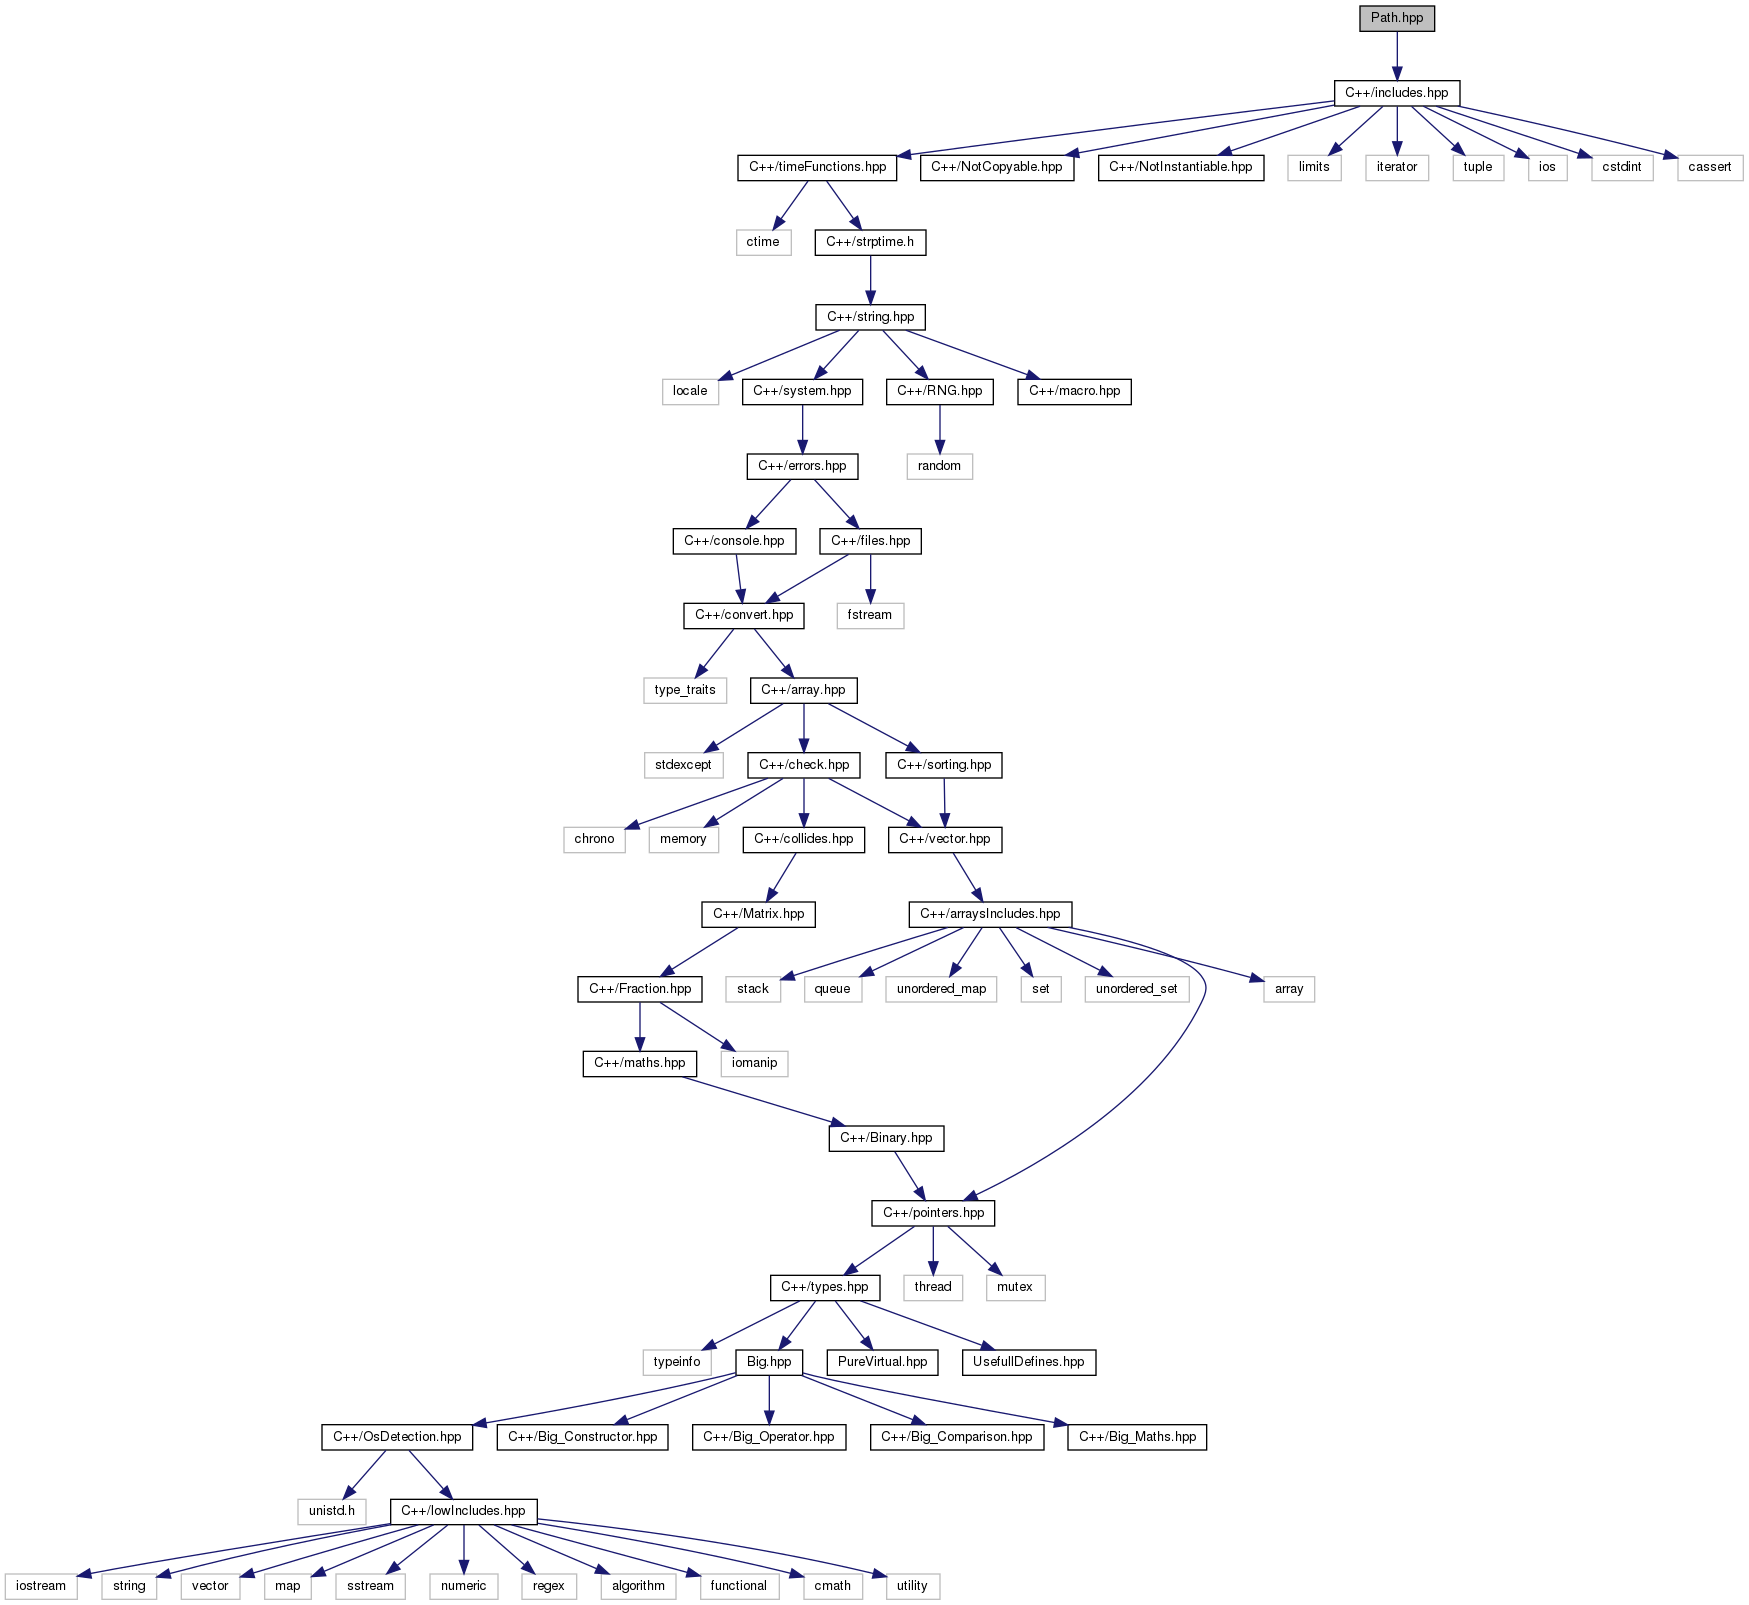 Path.hpp
C++/includes.hpp
C++/timeFunctions.hpp
C++/NotCopyable.hpp
C++/NotInstantiable.hpp
limits
iterator
tuple
ios
cstdint
cassert
ctime
C++/strptime.h
C++/string.hpp
locale
C++/system.hpp
C++/RNG.hpp
C++/macro.hpp
C++/errors.hpp
random
C++/console.hpp
C++/files.hpp
C++/convert.hpp
fstream
type_traits
C++/array.hpp
stdexcept
C++/check.hpp
C++/sorting.hpp
chrono
memory
C++/collides.hpp
C++/vector.hpp
C++/Matrix.hpp
C++/arraysIncludes.hpp
C++/Fraction.hpp
stack
queue
unordered_map
set
unordered_set
array
C++/maths.hpp
iomanip
C++/Binary.hpp
C++/pointers.hpp
C++/types.hpp
thread
mutex
typeinfo
Big.hpp
PureVirtual.hpp
UsefullDefines.hpp
C++/OsDetection.hpp
C++/Big_Constructor.hpp
C++/Big_Operator.hpp
C++/Big_Comparison.hpp
C++/Big_Maths.hpp
unistd.h
C++/lowIncludes.hpp
iostream
string
vector
map
sstream
numeric
regex
algorithm
functional
cmath
utility